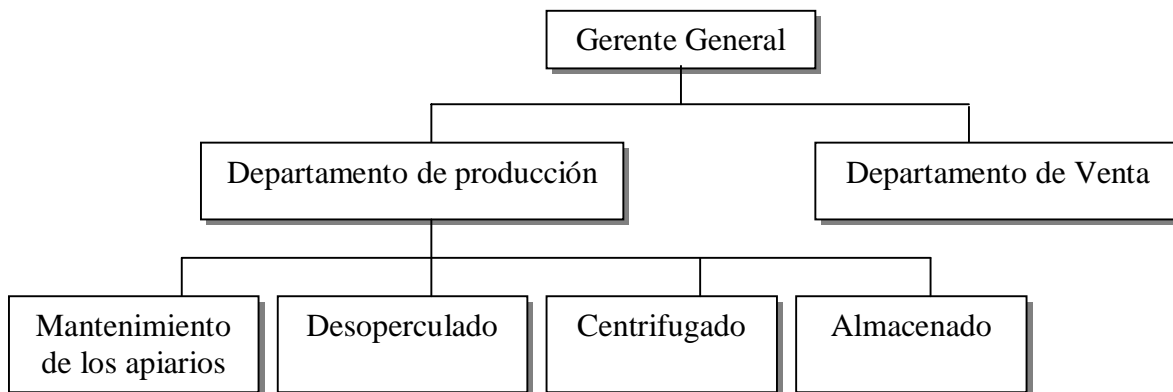 Gerente General
Departamento de producción
Departamento de Venta
Mantenimiento
de los apiarios
Desoperculado
Centrifugado
Almacenado